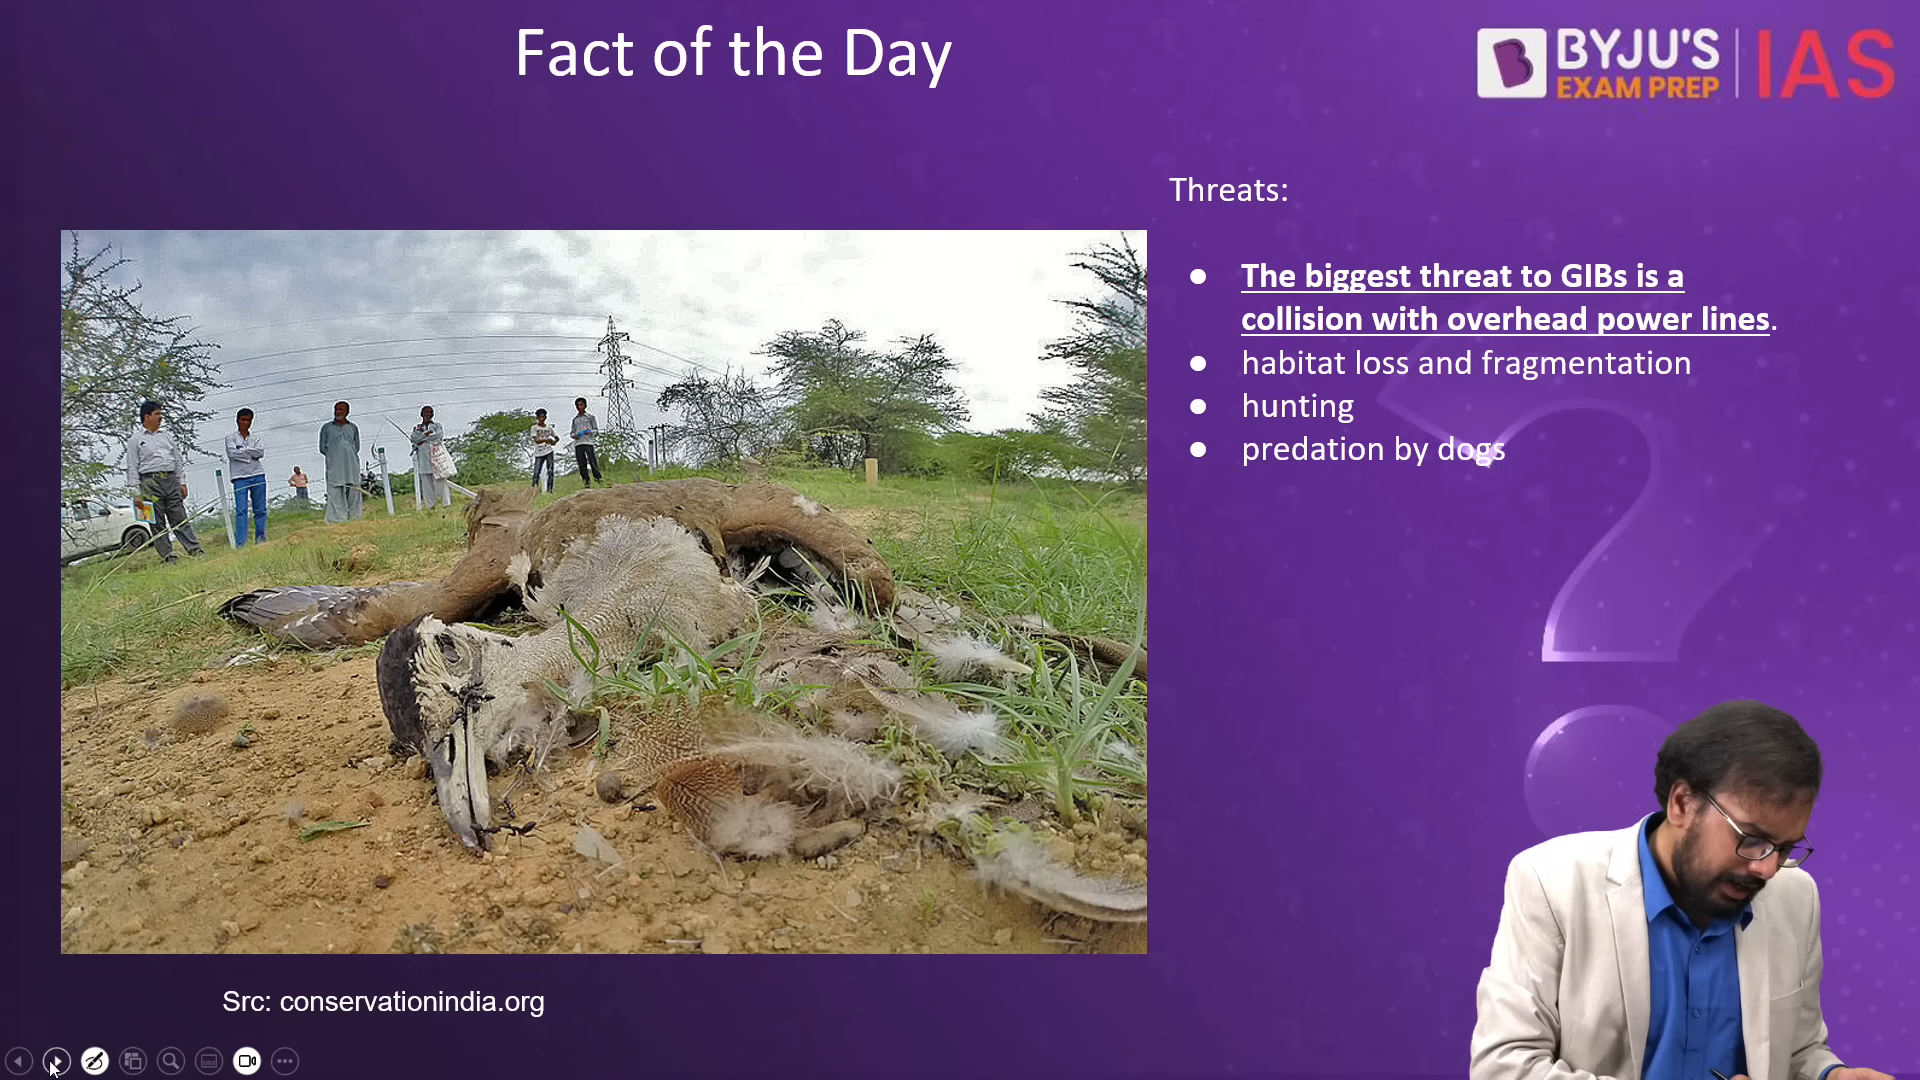 Fact of the Day
BYJU'S
EXAM PREP
IAS
Threats:
● The biggest threat to GIBs is a
collision with overhead power lines.
● habitat loss and fragmentation
● hunting
● predation by dogs
Src: conservationindia.org